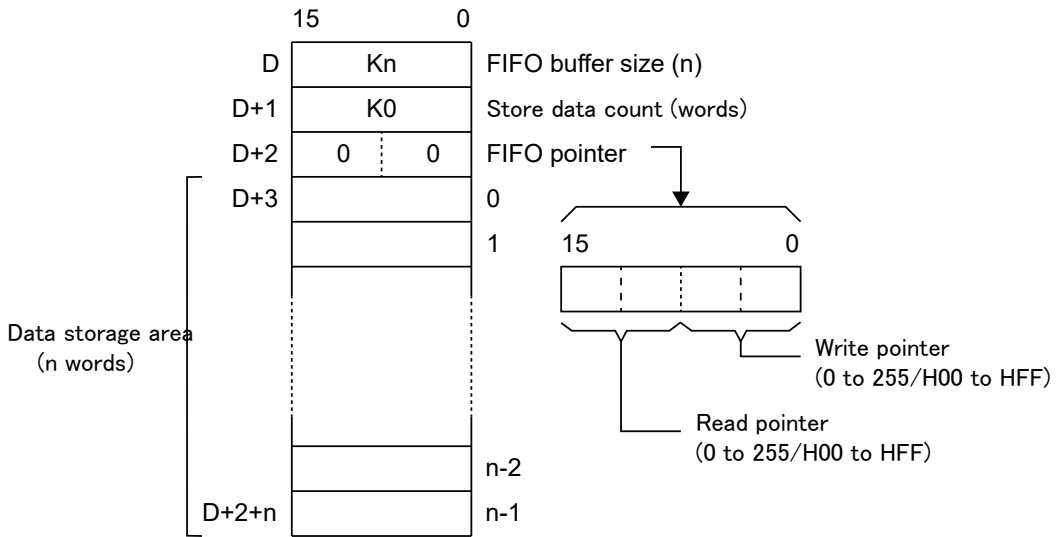 15 0
D Kn FIFO buffer size (n)
D+1 K0 Store data count (words)
D+2 0 0 FIFO pointer
D+3 0
1 15 0
Data storage area
(n words)
Write pointer
(0 to 255/H00 to HFF)
Read pointer
(0 to 255/H00 to HFF)
n-2
D+2+n n-1